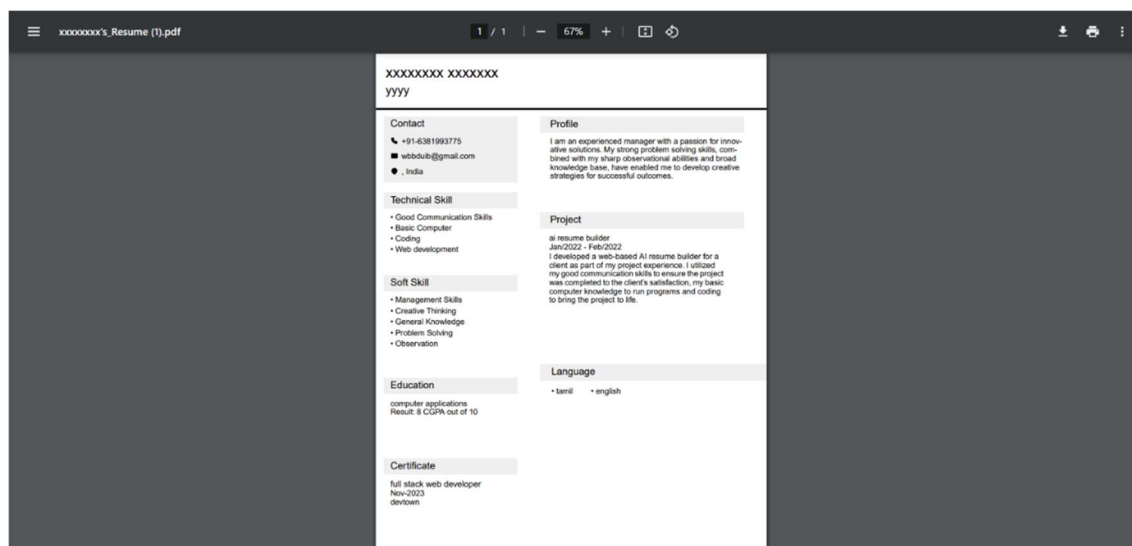 xxxxxxxx's_Resume (1).pdf
1 / 1
67%
xxxxxxxx xxxxxxx
yyyy
Contact
+91-6381993775
wbbduib@gmail.com
, India
Technical Skill
• Good Communication Skills
• Basic Computer
• Coding
• Web development
Soft Skill
• Management Skills
• Creative Thinking
• General Knowledge
• Problem Solving
• Observation
Education
computer applications
Result: 8 CGPA out of 10
Certificate
full stack web developer
Nov-2023
devtown
Profile
I am an experienced manager with a passion for innov-
ative solutions. My strong problem solving skills, com-
bined with my sharp observational abilities and broad
knowledge base, have enabled me to develop creative
strategies for successful outcomes.
Project
ai resume builder
Jan/2022 - Feb/2022
I developed a web-based AI resume builder for a
client as part of my project experience. I utilized
my good communication skills to ensure the project
was completed to the client's satisfaction, my basic
computer knowledge to run programs and coding
to bring the project to life.
Language
• tamil • english